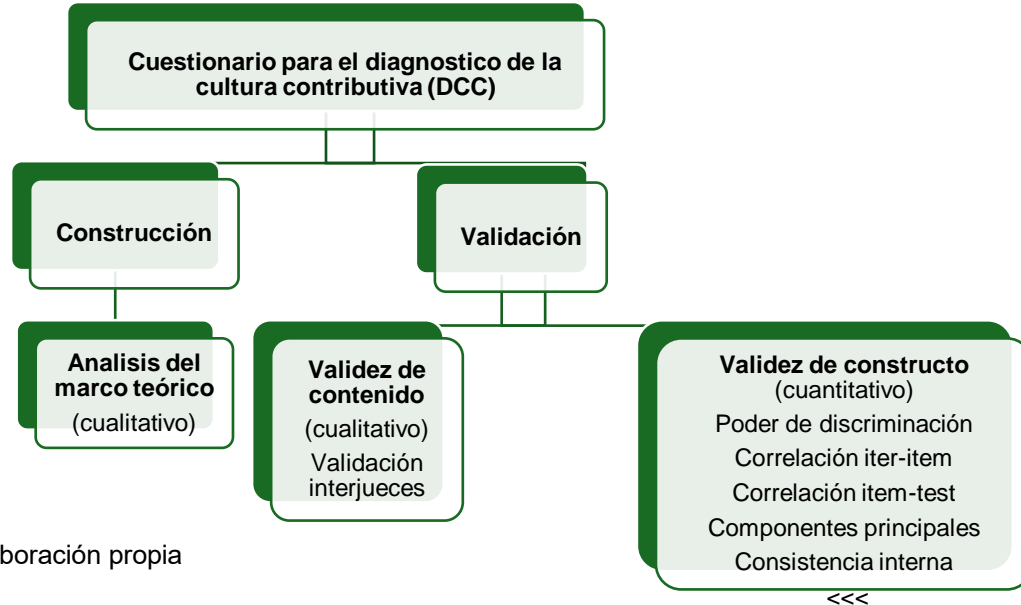 Cuestionario para el diagnostico de la
cultura contributiva (DCC)
Construcción
Validación
Analisis del
marco teórico
(cualitativo)
Validez de
contenido
(cualitativo)
Validación
interjueces
Validez de constructo
(cuantitativo)
Poder de discriminación
Correlación iter-item
Correlación item-test
Componentes principales
Consistencia interna
boración propia
<<<